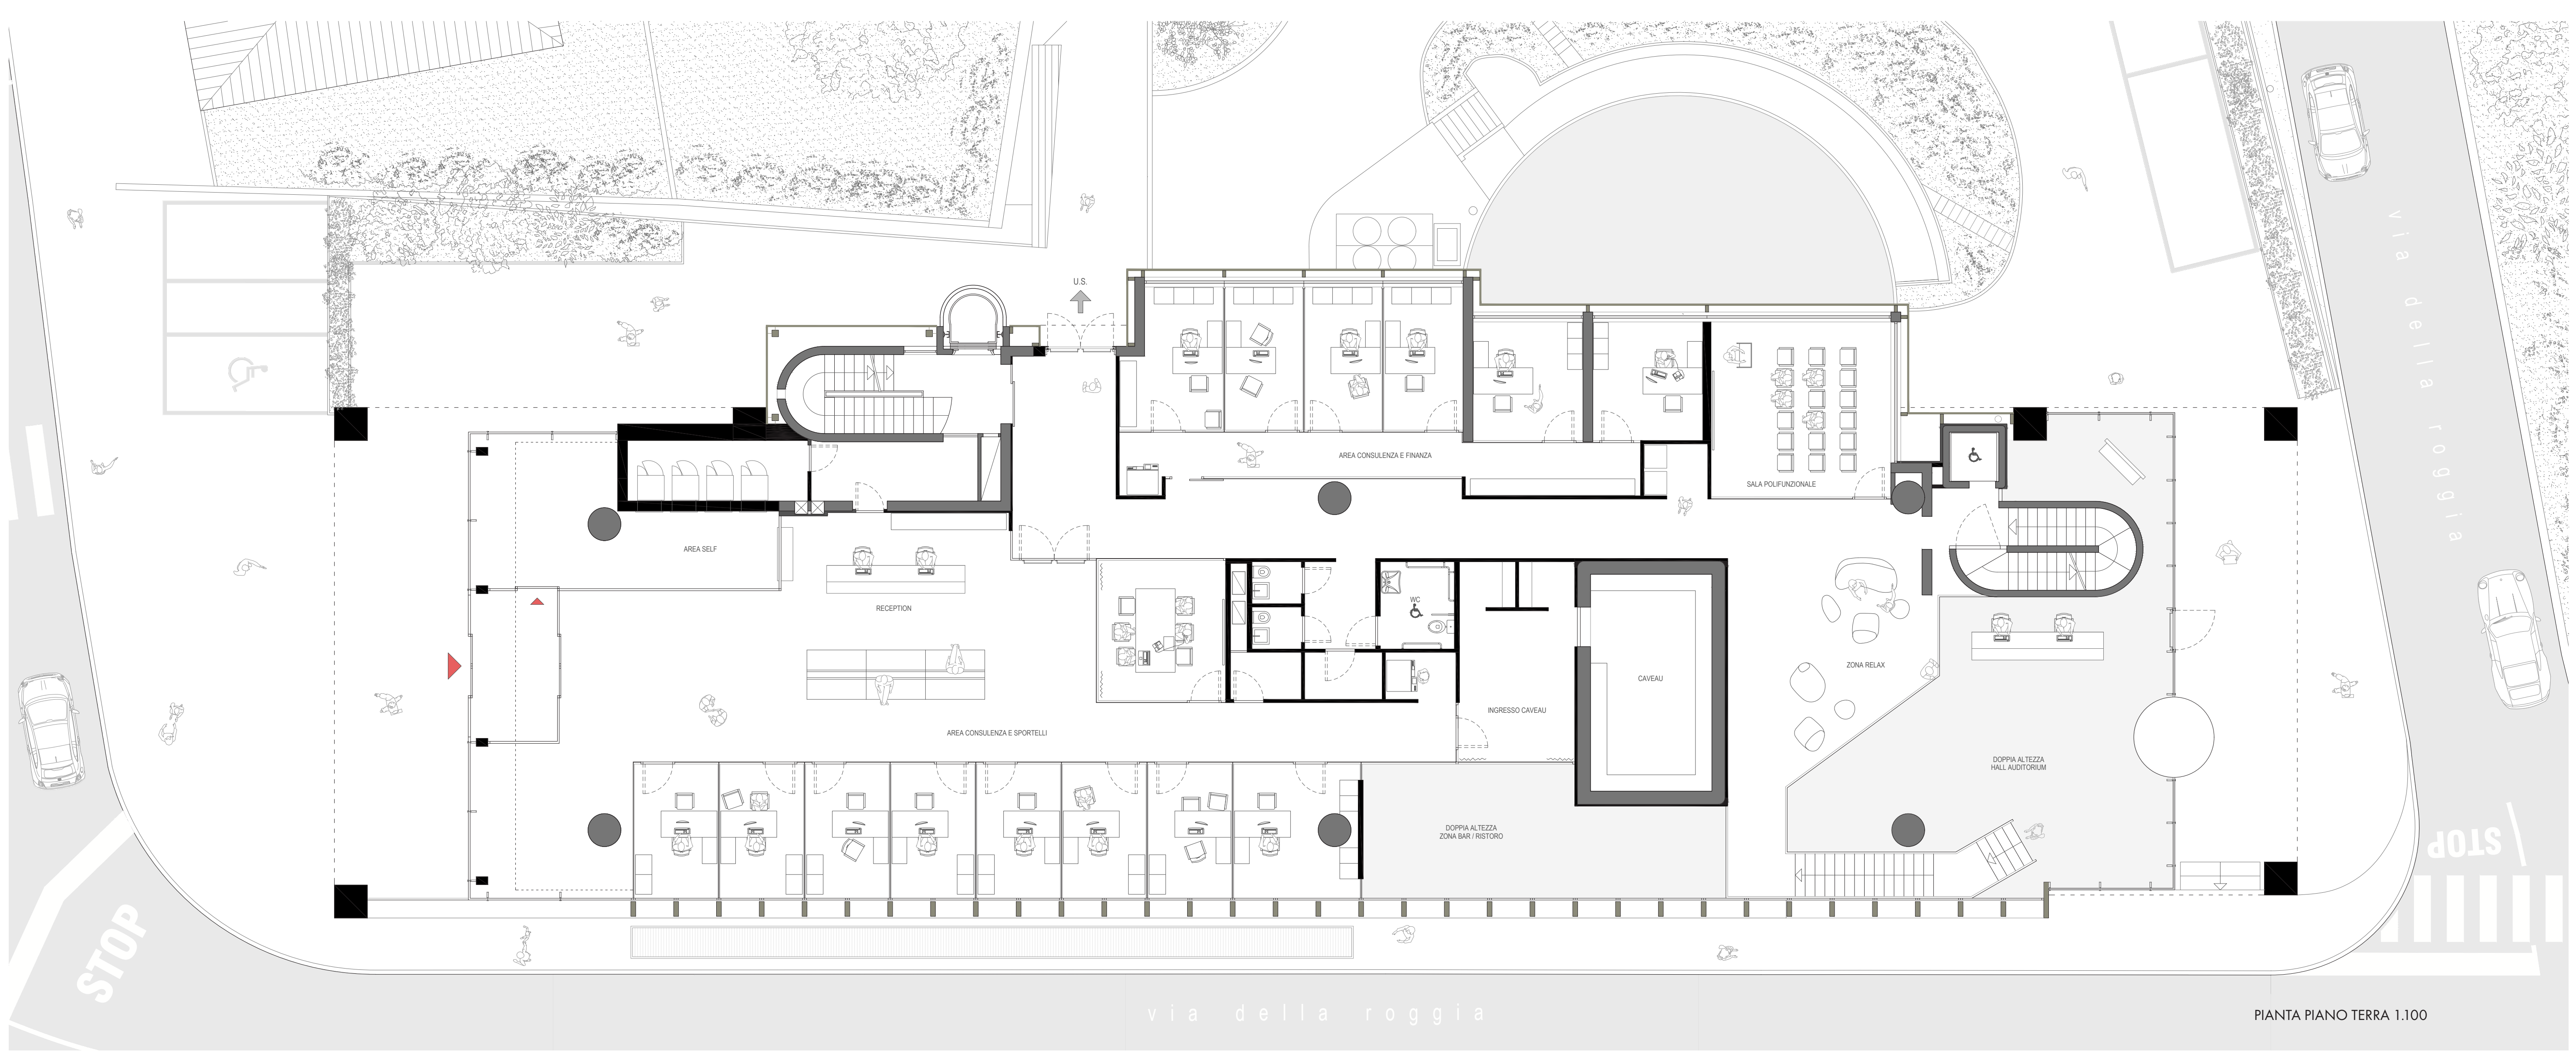 U.S.
via della roggia
AREA CONSULENZA E FINANZA
SALA POLIFUNZIONALE
AREA SELF
RECEPTION
WC
ZONA RELAX
CAVEAU
INGRESSO CAVEAU
AREA CONSULENZA E SPORTELLI
DOPPIA ALTEZZA
HALL AUDITORIUM
DOPPIA ALTEZZA
ZONA BAR / RISTORO
STOP
STOP
via della roggia
PIANTA PIANO TERRA 1.100